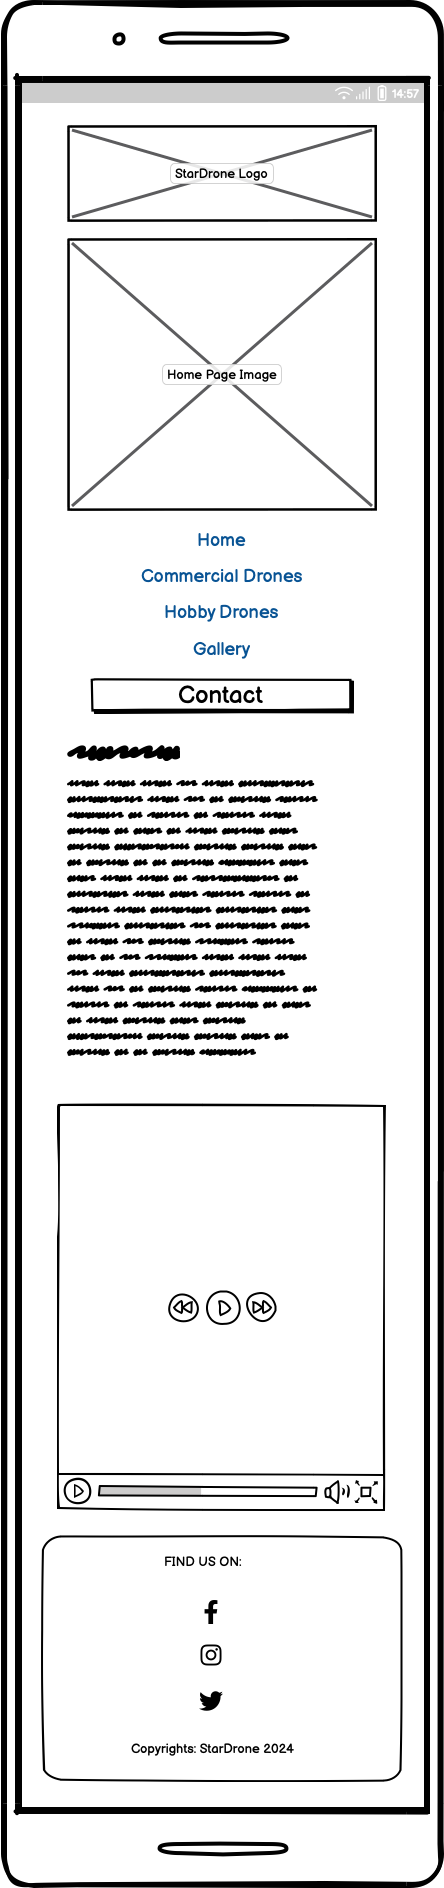 14:57
StarDrone Logo
Home Page Image
Home
Commercial Drones
Hobby Drones
Gallery
Contact
FIND US ON:
Copyrights: StarDrone 2024